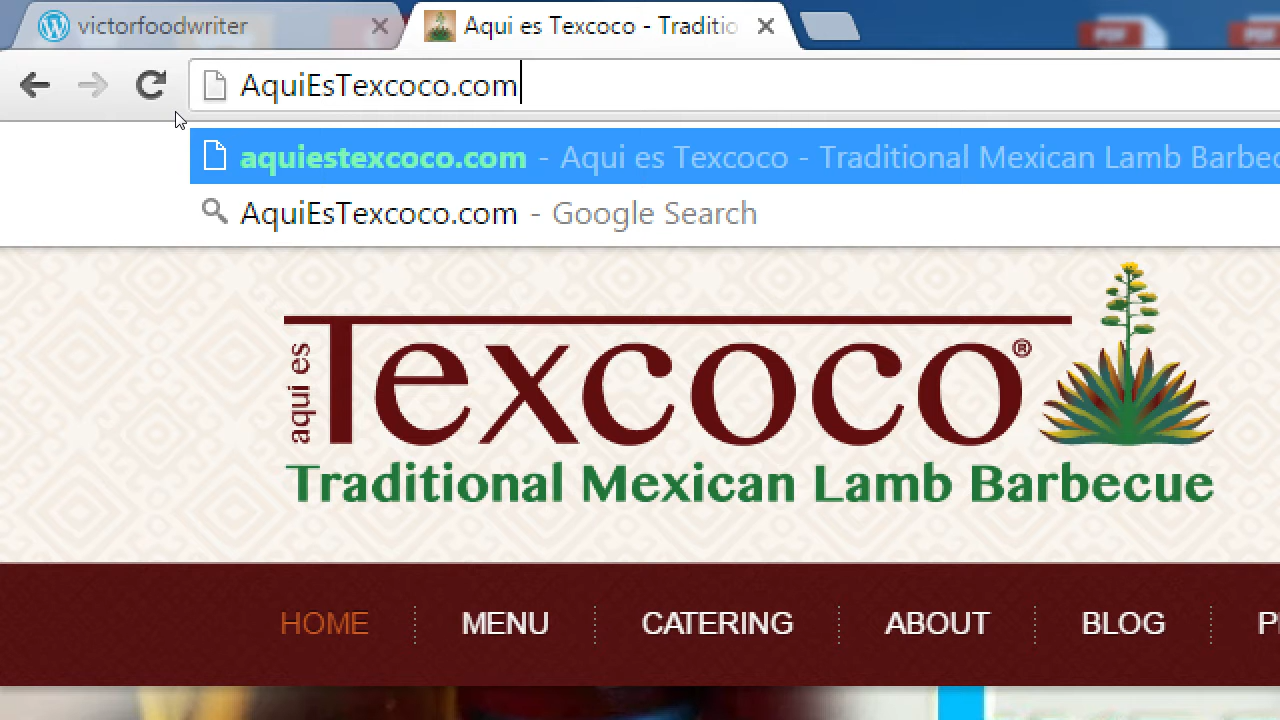 victorfoodwriter
Aqui es Texcoco - Traditio
PDF
AquiEsTexcoco.com
aquiestexcoco.com - Aqui es Texcoco - Traditional Mexican Lamb Barbec
AquiEsTexcoco.com - Google Search
aqui es
Texcoco®
Traditional Mexican Lamb Barbecue
HOME
MENU
CATERING
ABOUT
BLOG